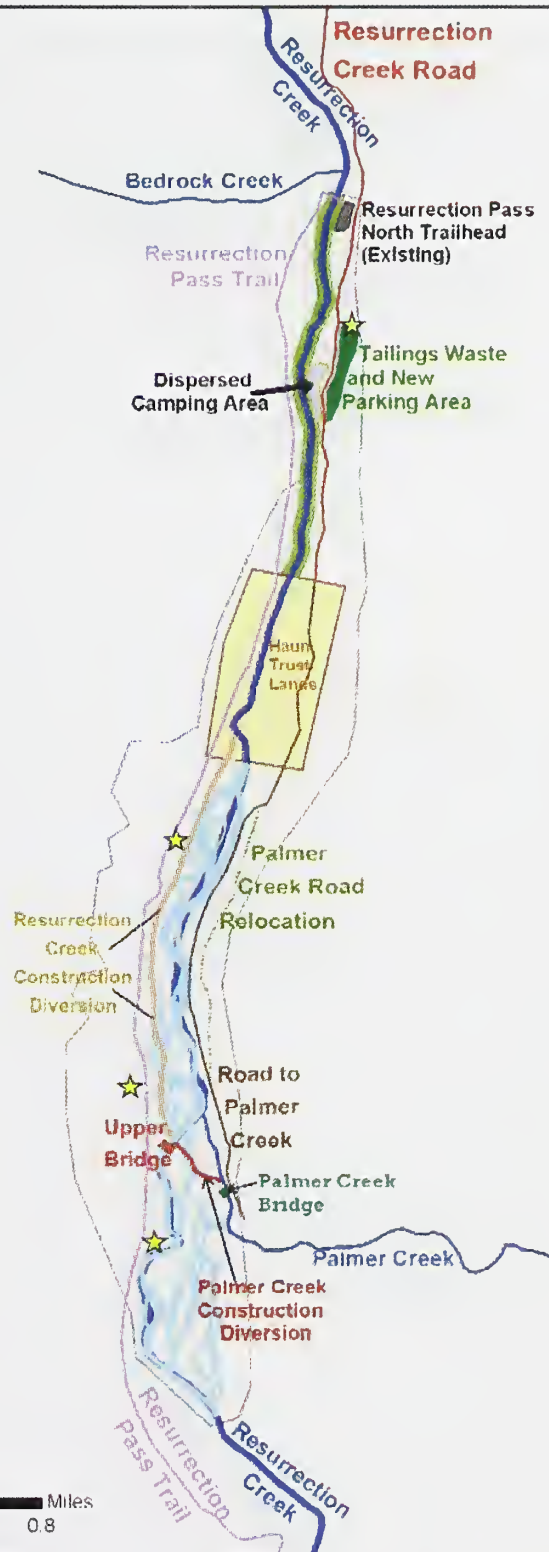 Resurrection
Creek Road
Resurrection
Creek
Bedrock Creek
Resurrection Pass
North Trailhead
(Existing)
Resurrection
Pass Trail
Tailings Waste
and New
Parking Area
Dispersed
Camping Area
Haun
Trust
Lands
Palmer
Creek Road
Relocation
Resurrection
Creek
Construction
Diversion
Road to
Palmer
Creek
Upper
Bridge
Palmer Creek
Bridge
Palmer Creek
Palmer Creek
Construction
Diversion
Resurrection
Pass Trail
Resurrection
Creek
Miles
0.8